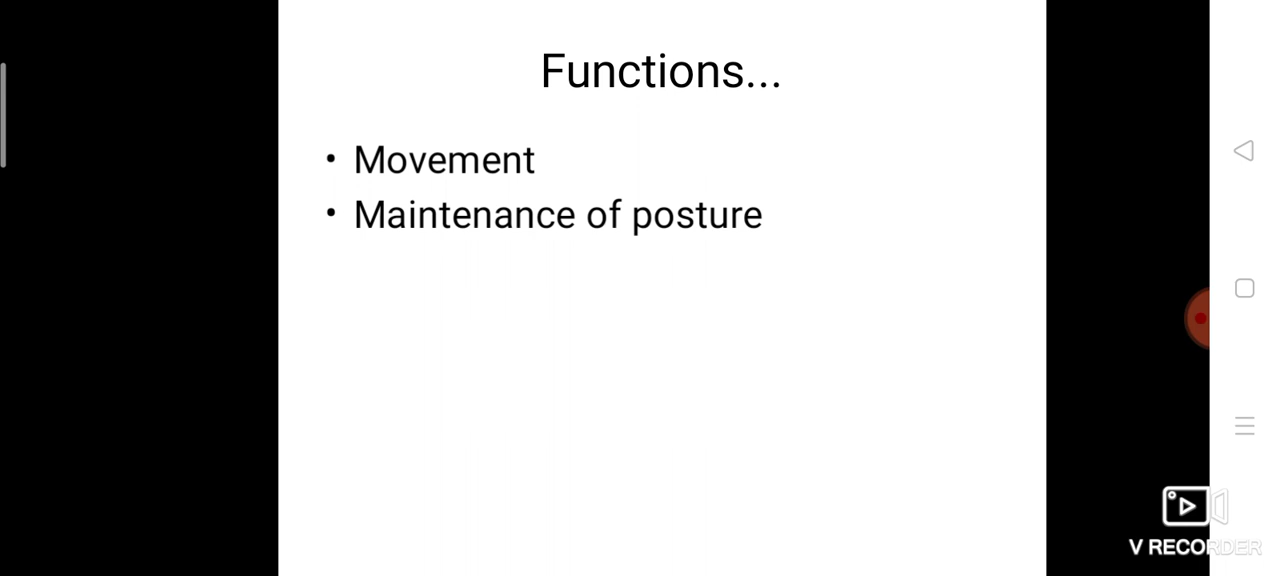 Functions...
• Movement
• Maintenance of posture
V RECORDER